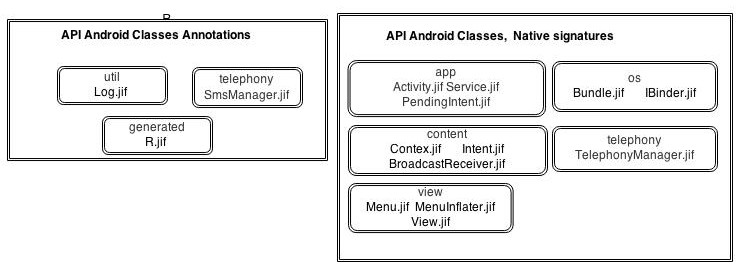 API Android Classes Annotations
util
Log.jif
telephony
SmsManager.jif
generated
R.jif
API Android Classes, Native signatures
app
Activity.jif Service.jif
PendingIntent.jif
os
Bundle.jif IBinder.jif
content
Contex.jif Intent.jif
BroadcastReceiver.jif
telephony
TelephonyManager.jif
view
Menu.jif MenuInflater.jif
View.jif